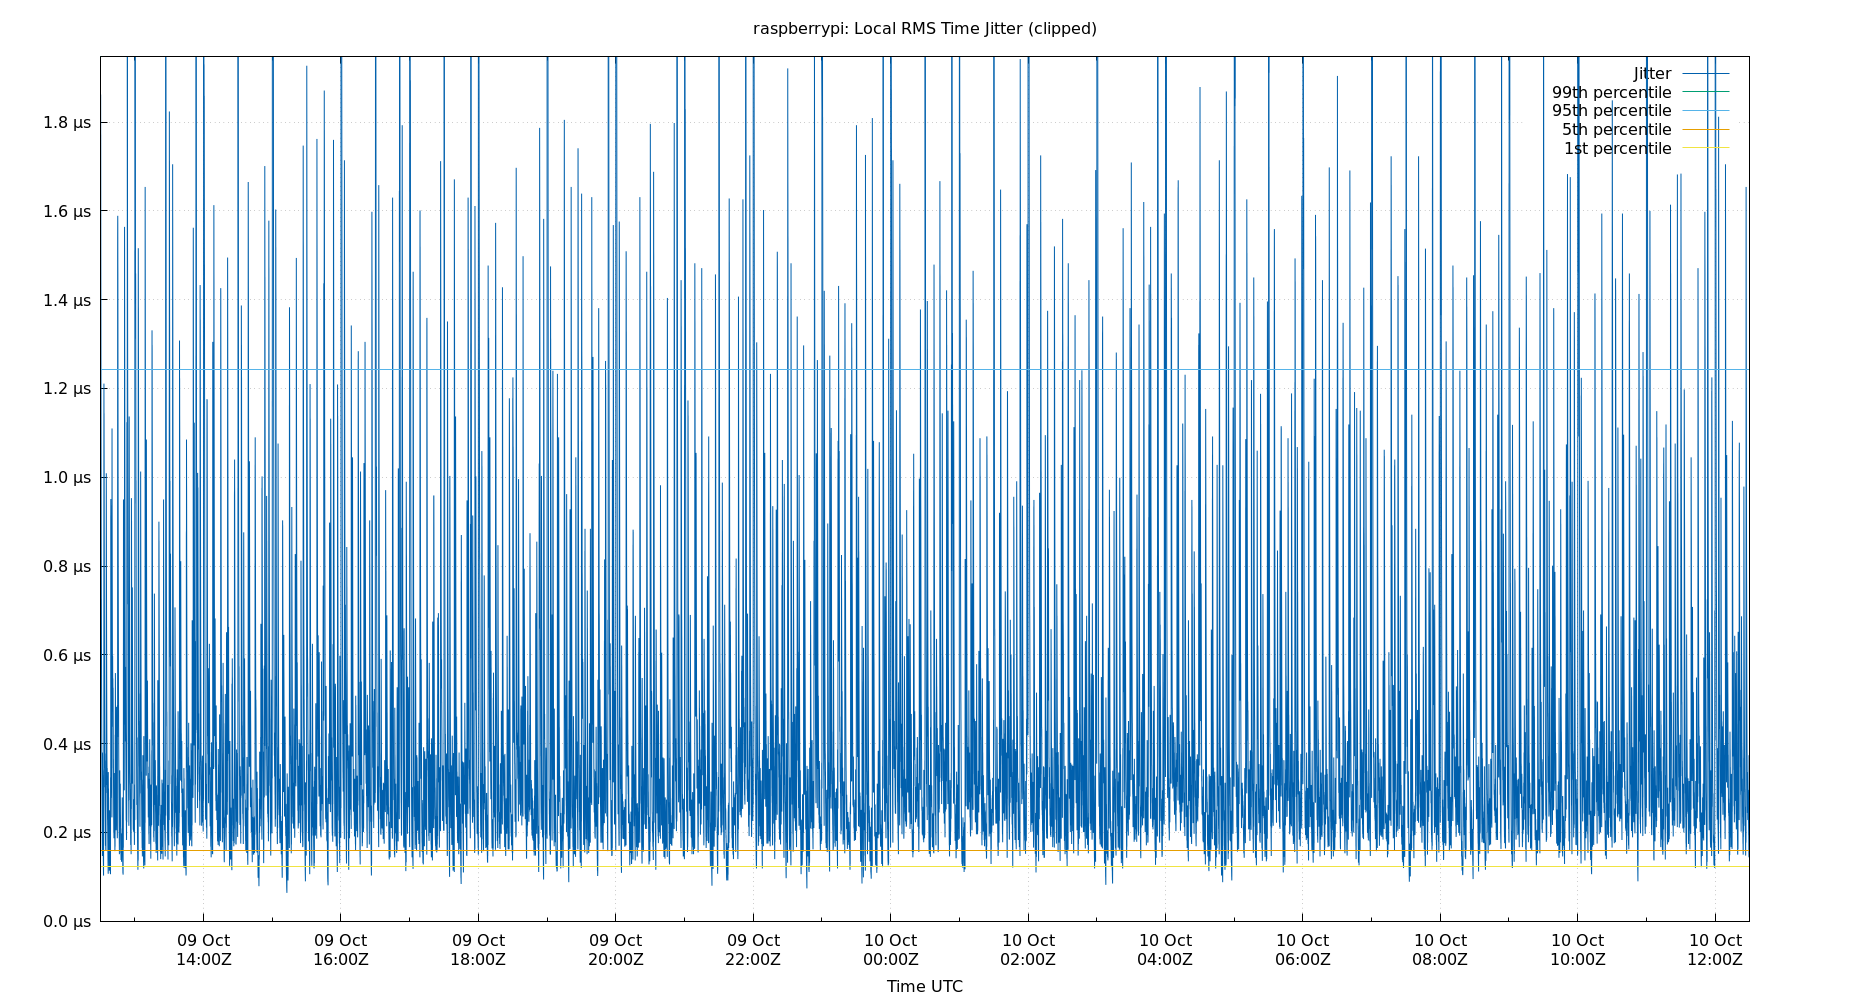 raspberrypi: Local RMS Time Jitter (clipped)
Jitter
99th percentile
95th percentile
5th percentile
1st percentile
1.8 μs
1.6 μs
1.4 μs
1.2 μs
1.0 μs
0.8 μs
0.6 μs
0.4 μs
0.2 μs
0.0 μs
09 Oct 09 Oct 09 Oct 09 Oct 09 Oct 10 Oct 10 Oct 10 Oct 10 Oct 10 Oct 10 Oct 10 Oct
14:00Z 16:00Z 18:00Z 20:00Z 22:00Z 00:00Z 02:00Z 04:00Z 06:00Z 08:00Z 10:00Z 12:00Z
Time UTC